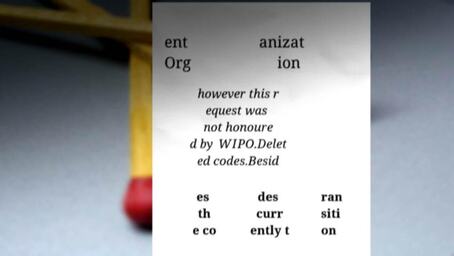 ent anizat
Org ion
however this r
equest was
not honoure
d by WIPO.Delet
ed codes.Besid
es des ran
th curr siti
e co ently t on